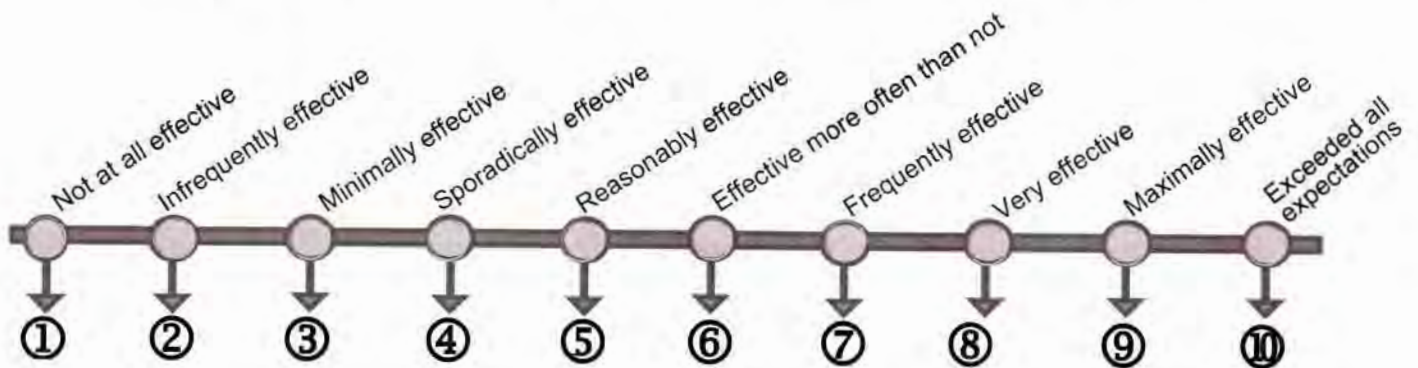 Not at all effective
Infrequently effective
Minimally effective
Sporadically effective
Reasonably effective
Effective more often than not
Frequently effective
Very effective
Maximally effective
Exceeded all
expectations
① ② ③ ④ ⑤ ⑥ ⑦ ⑧ ⑨ ⑩